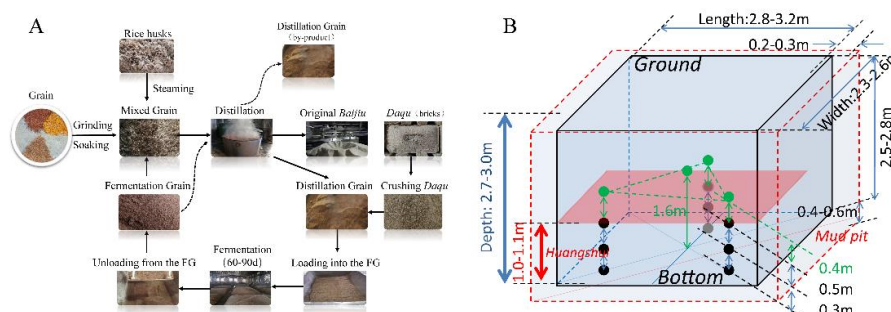 A
Rice husks
Distillation Grain
(by-product)
Steaming
Grain
Grinding
Soaking
Mixed Grain
Distillation
Original Baijiu
Daqu (bricks)
Fermentation Grain
Distillation Grain
Crushing Daqu
Unloading from the FG
Fermentation
(60-90d)
Loading into the FG
B
Length:2.8-3.2m
0.2-0.3m
Ground
Width:2.3-2.6m
2.5-2.8m
Depth: 2.7-3.0m
1.6m
0.4-0.6m
Mud pit
1.0-1.1m
Huangshui
Bottom
0.4m
0.5m
0.3m